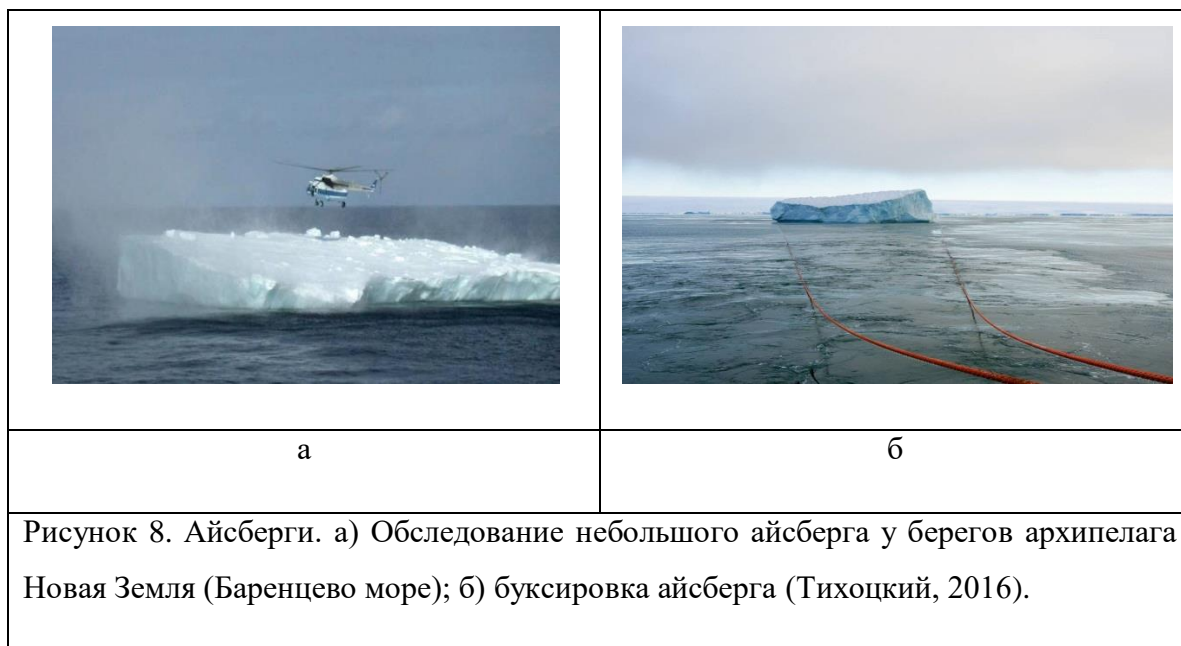 а
б
Рисунок 8. Айсберги. а) Обследование небольшого айсберга у берегов архипелага
Новая Земля (Баренцево море); б) буксировка айсберга (Тихоцкий, 2016).